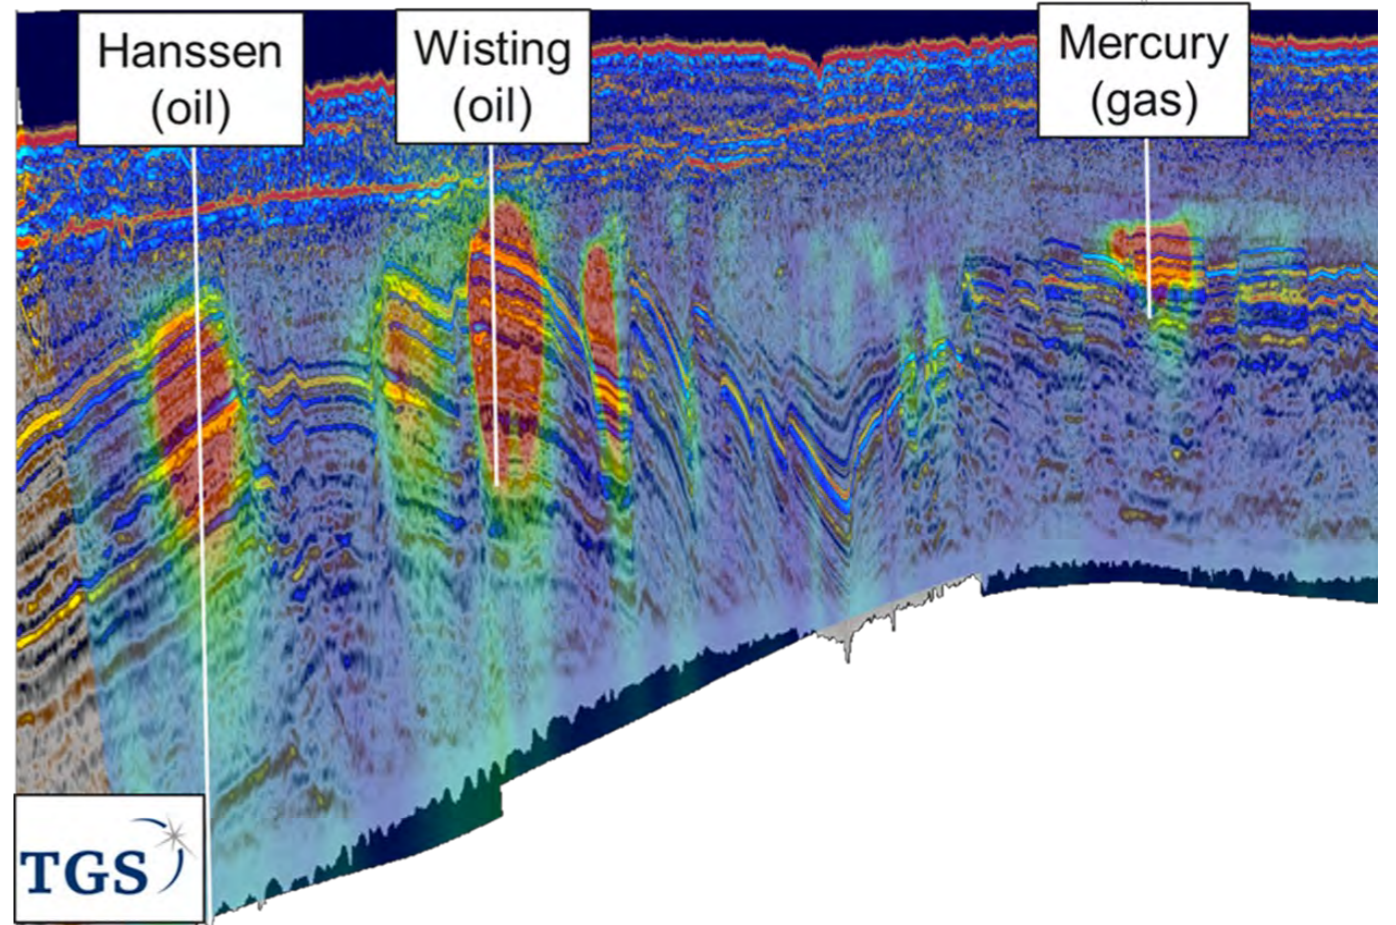 Hanssen
(oil)
Wisting
(oil)
Mercury
(gas)
TGS